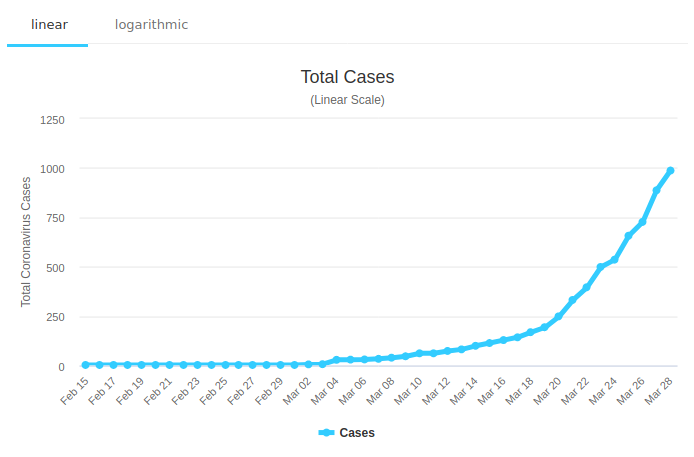 linear logarithmic
Total Cases
(Linear Scale)
Total Coronavirus Cases
1250
1000
750
500
250
0
Feb 15 Feb 17 Feb 19 Feb 21 Feb 23 Feb 25 Feb 27 Feb 29 Mar 02 Mar 04 Mar 06 Mar 08 Mar 10 Mar 12 Mar 14 Mar 16 Mar 18 Mar 20 Mar 22 Mar 24 Mar 26 Mar 28
Cases